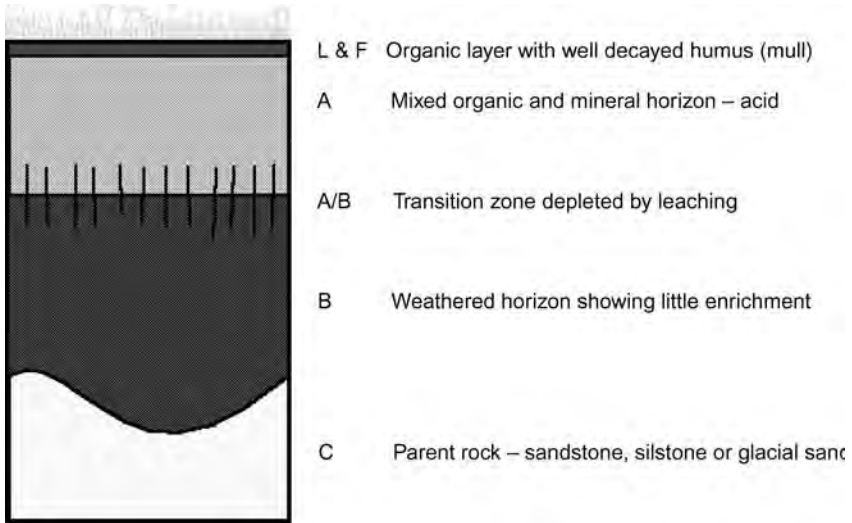 L & F Organic layer with well decayed humus (mull)
A Mixed organic and mineral horizon – acid
A/B Transition zone depleted by leaching
B Weathered horizon showing little enrichment
C Parent rock – sandstone, silstone or glacial sand